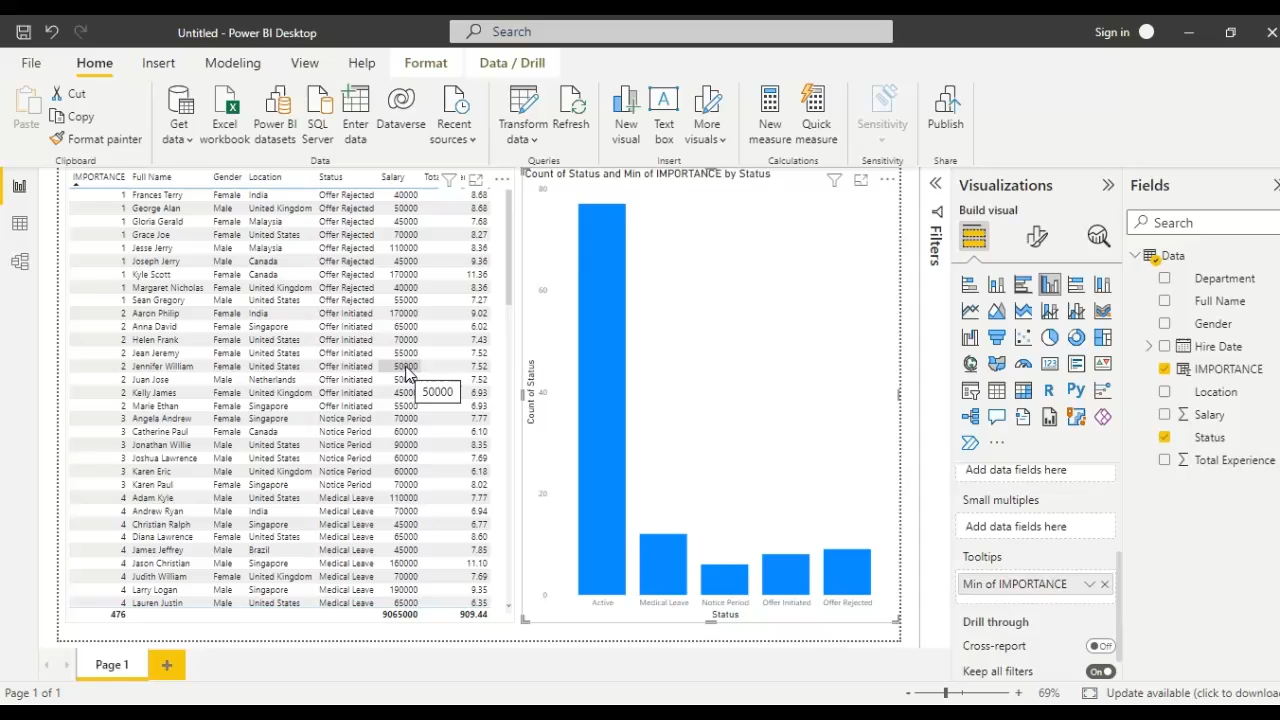 Untitled - Power BI Desktop
Search
Sign in
File Home Insert Modeling View Help Format Data / Drill
Paste
Cut
Copy
Format painter
Clipboard
Get data
Excel workbook
Power BI datasets
SQL Server
Enter data
Dataverse
Recent sources
Data
Transform data
Refresh
Queries
New visual
Text box
More visuals
Insert
New measure
Quick measure
Calculations
Sensitivity
Sensitivity
Publish
Share
IMPORTANCE Full Name Gender Location Status Salary
1 Frances Terry Female India Offer Rejected 40000 8.68
1 George Alan Male United Kingdom Offer Rejected 50000 8.68
1 Gloria Gerald Female Malaysia Offer Rejected 45000 7.68
1 Grace Joe Female United States Offer Rejected 70000 8.27
1 Jesse Jerry Male Malaysia Offer Rejected 110000 8.36
1 Joseph Jerry Male Canada Offer Rejected 45000 9.36
1 Kyle Scott Female Canada Offer Rejected 170000 11.36
1 Margaret Nicholas Female United Kingdom Offer Rejected 40000 8.36
1 Sean Gregory Male United States Offer Rejected 55000 7.27
2 Aaron Philip Female India Offer Initiated 170000 9.02
2 Anna David Female Singapore Offer Initiated 65000 6.02
2 Helen Frank Female United States Offer Initiated 70000 7.43
2 Jean Jeremy Female United States Offer Initiated 55000 7.52
2 Jennifer William Female United States Offer Initiated 50000 7.52
2 Juan Jose Male Netherlands Offer Initiated 7.52
2 Kelly James Female United Kingdom Offer Initiated 6.93
2 Marie Ethan Female Singapore Offer Initiated 55000 6.93
3 Angela Andrew Female Singapore Notice Period 70000 7.77
3 Catherine Paul Female Canada Notice Period 60000 6.10
3 Jonathan Willie Male United States Notice Period 90000 8.35
3 Joshua Lawrence Male United States Notice Period 60000 7.69
3 Karen Eric Male United Kingdom Notice Period 60000 6.18
3 Karen Paul Female Singapore Notice Period 70000 8.02
4 Adam Kyle Male United States Medical Leave 110000 7.77
4 Andrew Ryan Male India Medical Leave 70000 6.94
4 Christian Ralph Male Singapore Medical Leave 45000 6.77
4 Diana Lawrence Female United States Medical Leave 65000 8.60
4 James Jeffrey Male Brazil Medical Leave 45000 7.85
4 Jason Christian Male Singapore Medical Leave 160000 11.10
4 Judith William Female United Kingdom Medical Leave 70000 7.69
4 Larry Logan Male Singapore Medical Leave 190000 9.35
4 Lauren Justin Male United States Medical Leave 65000 6.35
476 9065000 909.44
50000
Count of Status and Min of IMPORTANCE by Status
Count of Status
80
60
40
20
0
Active Medical Leave Notice Period Offer Initiated Offer Rejected
Status
Filters
Visualizations
Build visual
R Py
Add data fields here
Small multiples
Add data fields here
Tooltips
Min of IMPORTANCE
Drill through
Cross-report Off
Keep all filters On
Fields
Search
Data
Department
Full Name
Gender
Hire Date
IMPORTANCE
Location
Salary
Status
Total Experience
Page 1
Page 1 of 1
69%
Update available (click to